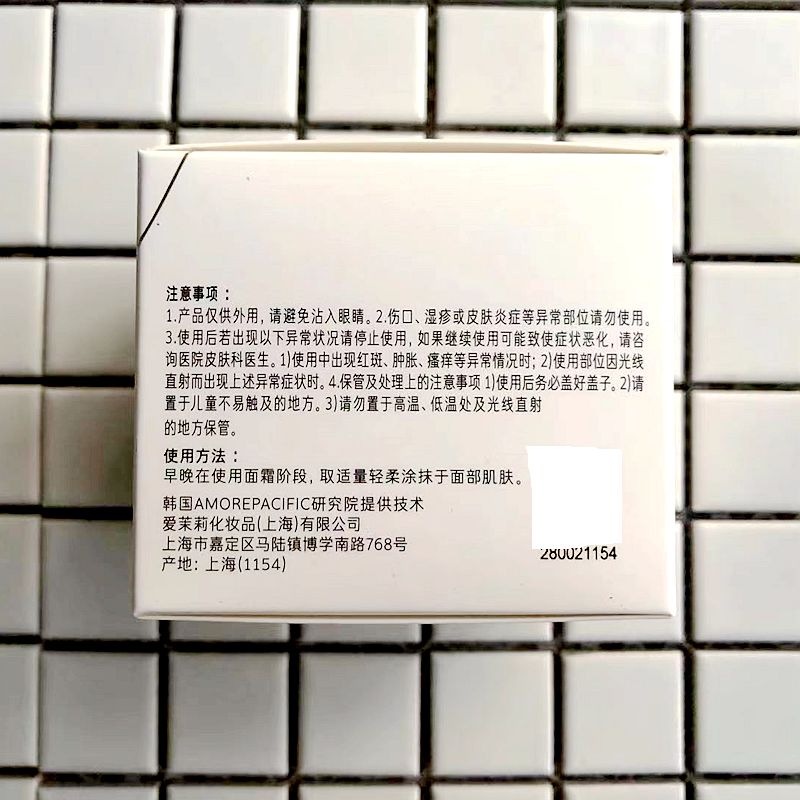 注意事项：
1.产品仅供外用，请避免沾入眼睛。2.伤口、湿疹或皮肤炎症等异常部位请勿使用。
3.使用后若出现以下异常状况请停止使用，如果继续使用可能致使症状恶化，请咨
询医院皮肤科医生。1)使用中出现红斑、肿胀、瘙痒等异常情况时；2)使用部位因光线
直射而出现上述异常症状时。4.保管及处理上的注意事项 1)使用后务必盖好盖子。2)请
置于儿童不易触及的地方。3)请勿置于高温、低温处及光线直射
的地方保管。
使用方法：
早晚在使用面霜阶段，取适量轻柔涂抹于面部肌肤。
韩国AMOREPACIFIC研究院提供技术
爱茉莉化妆品(上海)有限公司
上海市嘉定区马陆镇博学南路768号
产地：上海(1154)
280021154